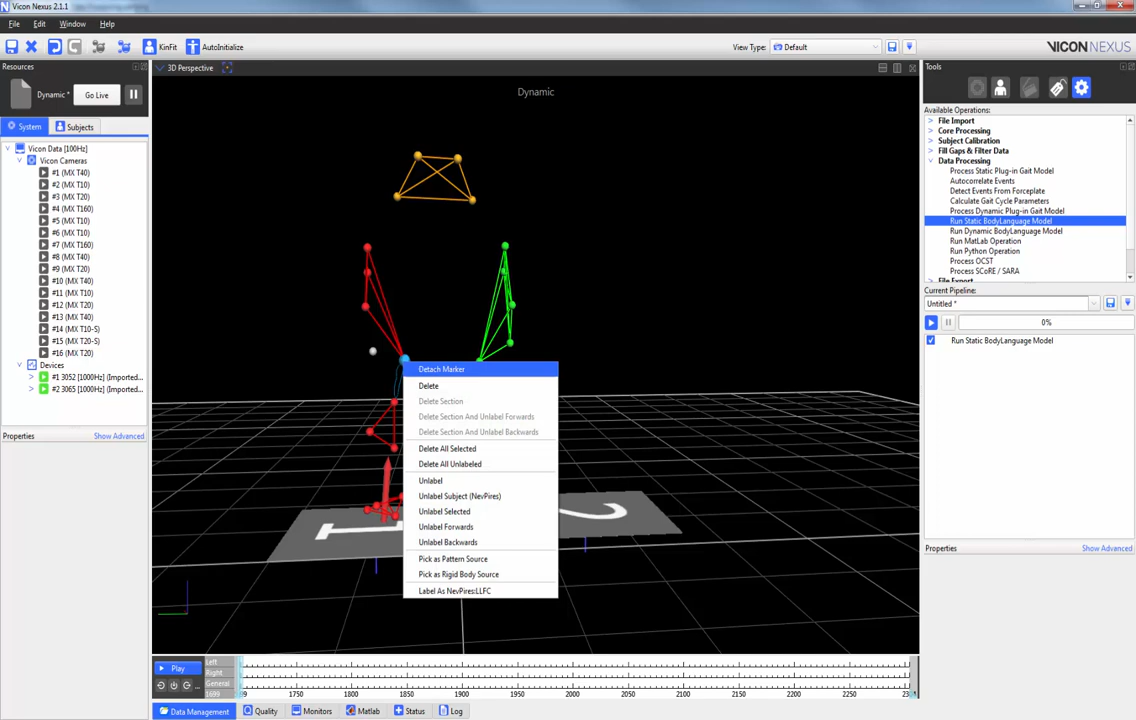 Vicon Nexus 2.1.1
File Edit Window Help
KinFit AutoInitialize View Type: Default VICON NEXUS
Resources
Dynamic * Go Live
System Subjects
Vicon Data [100Hz]
Vicon Cameras
#1 (MX T40)
#2 (MX T10)
#3 (MX T20)
#4 (MX T160)
#5 (MX T10)
#6 (MX T10)
#7 (MX T160)
#8 (MX T40)
#9 (MX T20)
#10 (MX T40)
#11 (MX T10)
#12 (MX T20)
#13 (MX T40)
#14 (MX T10-S)
#15 (MX T10-S)
#16 (MX T20)
Devices
#1 3052 [1000Hz] (Imported...
#2 3065 [1000Hz] (Imported...
Properties Show Advanced
3D Perspective
Dynamic
Detach Marker
Delete
Delete Section
Delete Section And Unlabel Forwards
Delete Section And Unlabel Backwards
Delete All Selected
Delete All Unlabeled
Unlabel
Unlabel Subject (NevPires)
Unlabel Selected
Unlabel Forwards
Unlabel Backwards
Pick as Pattern Source
Pick as Rigid Body Source
Label As NevPires:LLFC
1 2
Play
Left
Right
General
1699 1750 1800 1850 1900 1950 2000 2050 2100 2150 2200 2250
Data Management Quality Monitors Matlab Status Log
Tools
Available Operations:
File Import
Core Processing
Subject Calibration
Fill Gaps & Filter Data
Data Processing
Process Static Plug-in Gait Model
Autocorrelate Events
Detect Events From Forceplate
Calculate Gait Cycle Parameters
Process Dynamic Plug-in Gait Model
Run Static BodyLanguage Model
Run Dynamic BodyLanguage Model
Run MatLab Operation
Run Python Operation
Process OCST
Process SCoRE / SARA
File Export
Current Pipeline:
Untitled *
0%
Run Static BodyLanguage Model
Properties Show Advanced